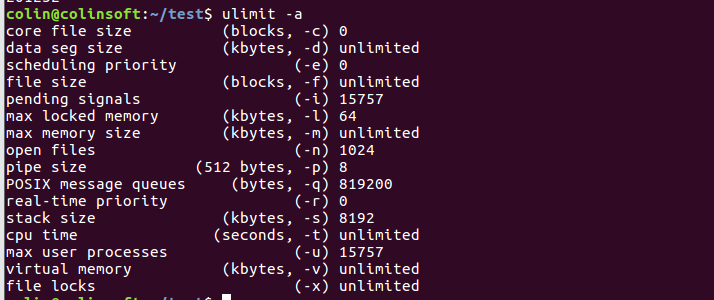 colin@colinsoft:~/test$ ulimit -a
core file size          (blocks, -c) 0
data seg size           (kbytes, -d) unlimited
scheduling priority             (-e) 0
file size               (blocks, -f) unlimited
pending signals                 (-i) 15757
max locked memory       (kbytes, -l) 64
max memory size         (kbytes, -m) unlimited
open files                      (-n) 1024
pipe size            (512 bytes, -p) 8
POSIX message queues     (bytes, -q) 819200
real-time priority              (-r) 0
stack size              (kbytes, -s) 8192
cpu time               (seconds, -t) unlimited
max user processes              (-u) 15757
virtual memory          (kbytes, -v) unlimited
file locks                      (-x) unlimited
colin@colinsoft:~/test$